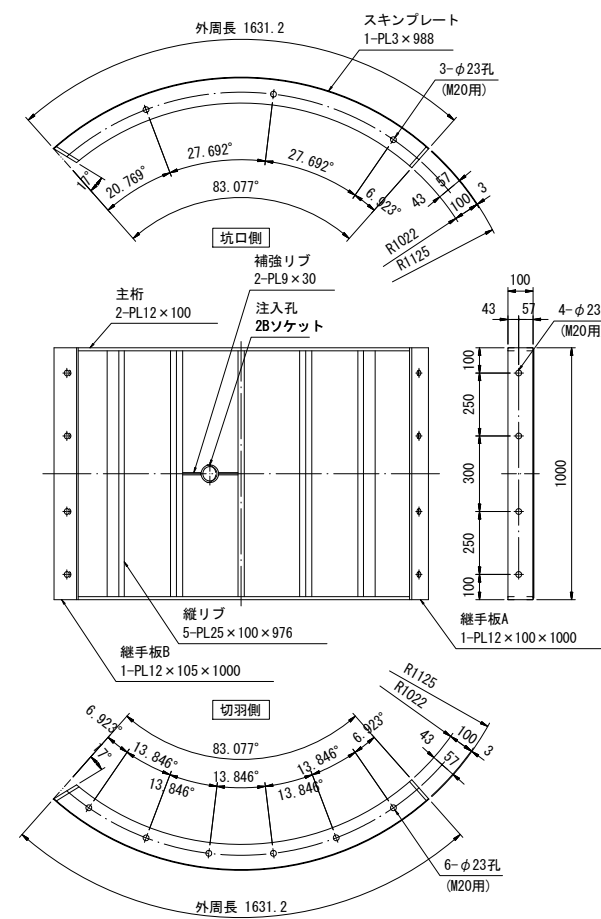 外周長 1631.2
スキンプレート
1-PL3×988
3-φ23孔
(M20用)
17°
20.769°
27.692°
27.692°
6.923°
83.077°
43
57
100
3
R1022
R1125
坑口側
補強リブ
2-PL9×30
主桁
2-PL12×100
注入孔
2Bソケット
100
43
57
4-φ23
(M20用
100
250
300
250
100
1000
縦リブ
5-PL25×100×976
継手板A
1-PL12×100×1000
継手板B
1-PL12×105×1000
切羽側
R1125
R1022
6.923°
7°
13.846°
13.846°
83.077°
13.846°
13.846°
13.846°
6.923°
43
57
100
3
6-φ23孔
(M20用)
外周長 1631.2